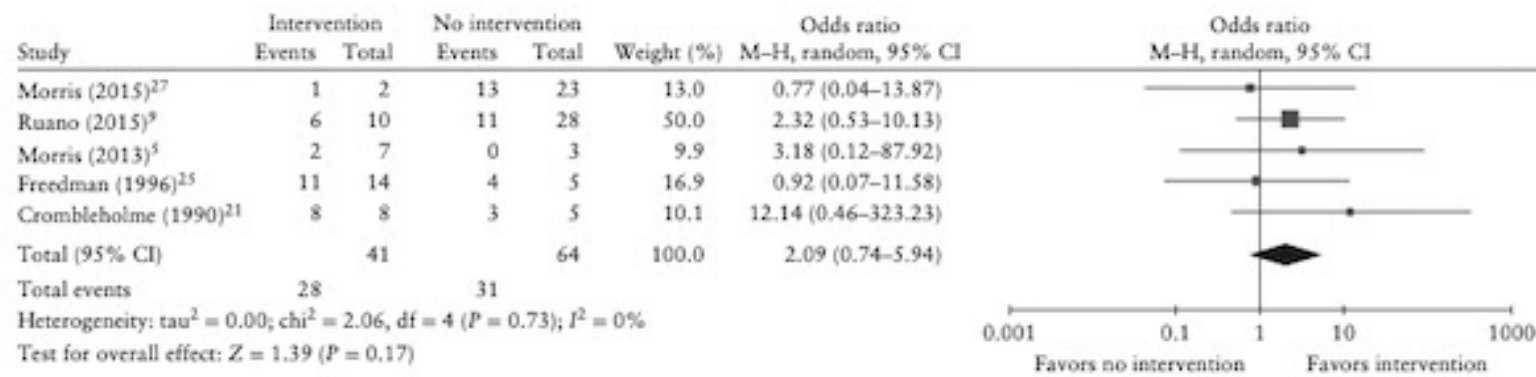 Intervention No intervention Odds ratio Odds ratio
Study Events Total Events Total Weight (%) M–H, random, 95% CI M–H, random, 95% CI
Morris (2015)²⁷ 1 2 13 23 13.0 0.77 (0.04–13.87)
Ruano (2015)⁹ 6 10 11 28 50.0 2.32 (0.53–10.13)
Morris (2013)⁵ 2 7 0 3 9.9 3.18 (0.12–87.92)
Freedman (1996)²⁵ 11 14 4 5 16.9 0.92 (0.07–11.58)
Crombleholme (1990)²¹ 8 8 3 5 10.1 12.14 (0.46–323.23)
Total (95% CI) 41 64 100.0 2.09 (0.74–5.94)
Total events 28 31
Heterogeneity: tau² = 0.00; chi² = 2.06, df = 4 (P = 0.73); I² = 0%
Test for overall effect: Z = 1.39 (P = 0.17)
0.001 0.1 1 10 1000
Favors no intervention Favors intervention